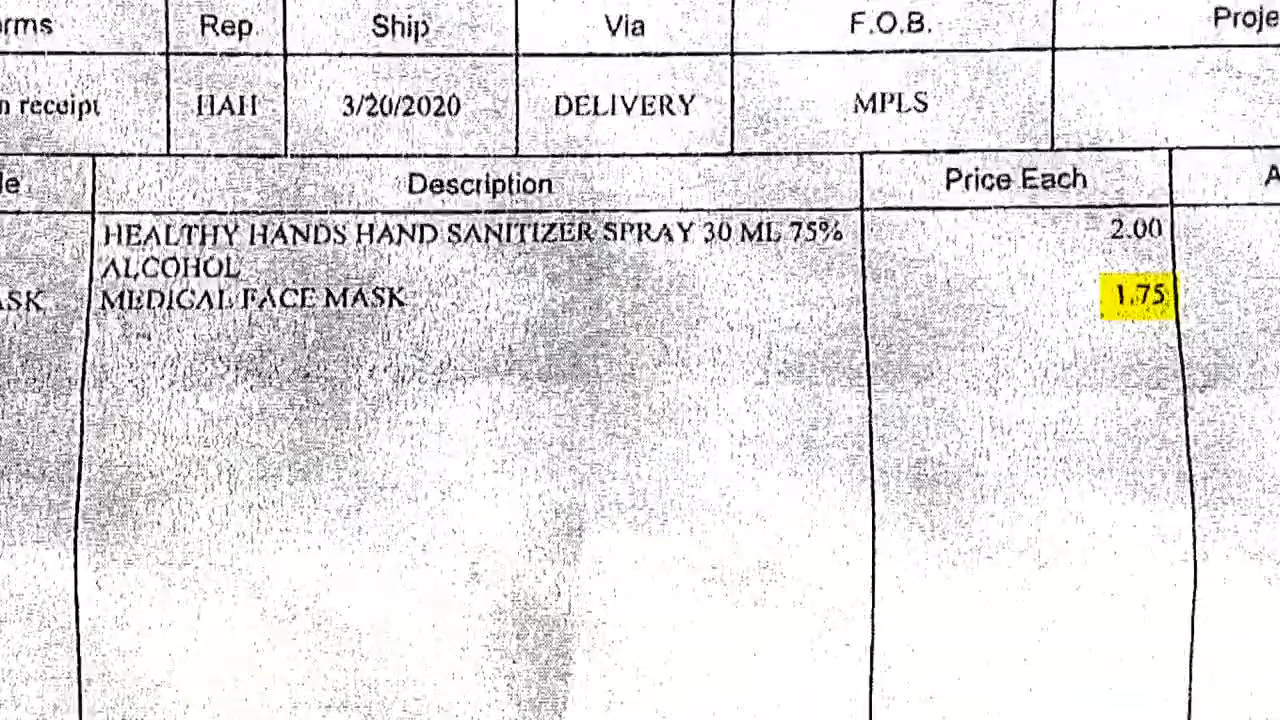 rms Rep Ship Via F.O.B. Proje
n receipt HAH 3/20/2020 DELIVERY MPLS
le Description Price Each A
HEALTHY HANDS HAND SANITIZER SPRAY 30 ML 75% 2.00
ALCOHOL
ASK MEDICAL FACE MASK 1.75